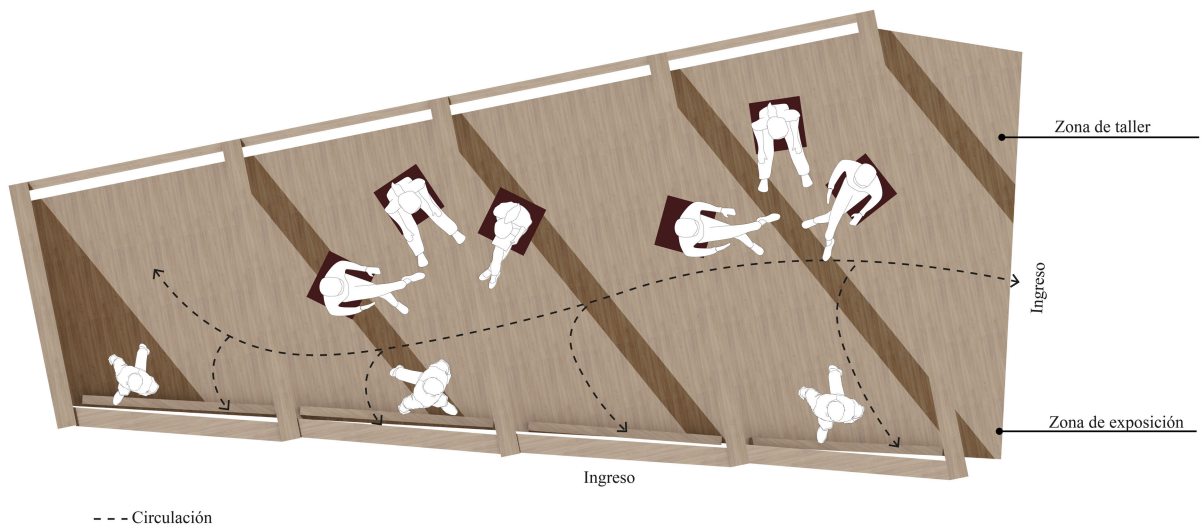 Zona de taller
Ingreso
Zona de exposición
Ingreso
Circulación